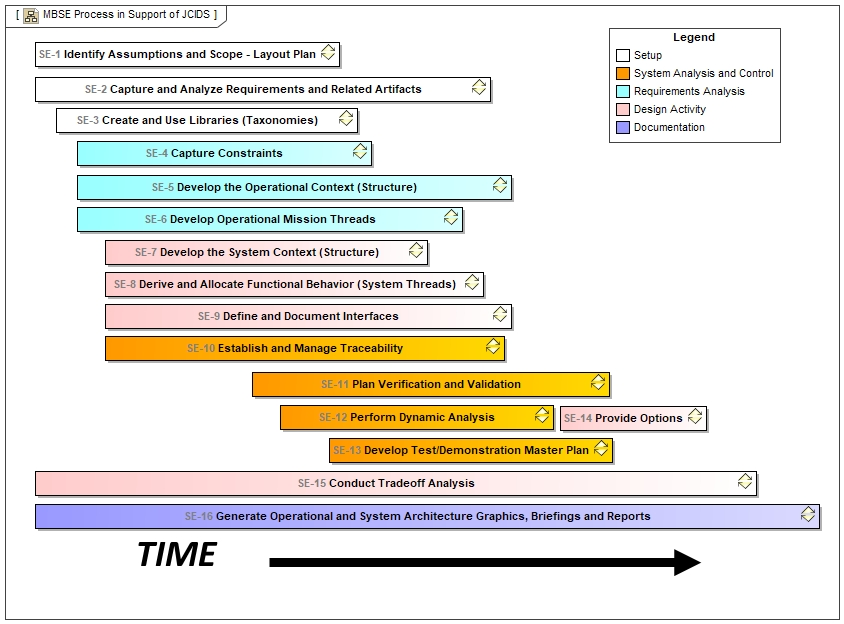 [ MBSE Process in Support of JCIDS ]
SE-1 Identify Assumptions and Scope - Layout Plan
SE-2 Capture and Analyze Requirements and Related Artifacts
SE-3 Create and Use Libraries (Taxonomies)
SE-4 Capture Constraints
SE-5 Develop the Operational Context (Structure)
SE-6 Develop Operational Mission Threads
SE-7 Develop the System Context (Structure)
SE-8 Derive and Allocate Functional Behavior (System Threads)
SE-9 Define and Document Interfaces
SE-10 Establish and Manage Traceability
SE-11 Plan Verification and Validation
SE-12 Perform Dynamic Analysis
SE-14 Provide Options
SE-13 Develop Test/Demonstration Master Plan
SE-15 Conduct Tradeoff Analysis
SE-16 Generate Operational and System Architecture Graphics, Briefings and Reports
TIME
Legend
Setup
System Analysis and Control
Requirements Analysis
Design Activity
Documentation